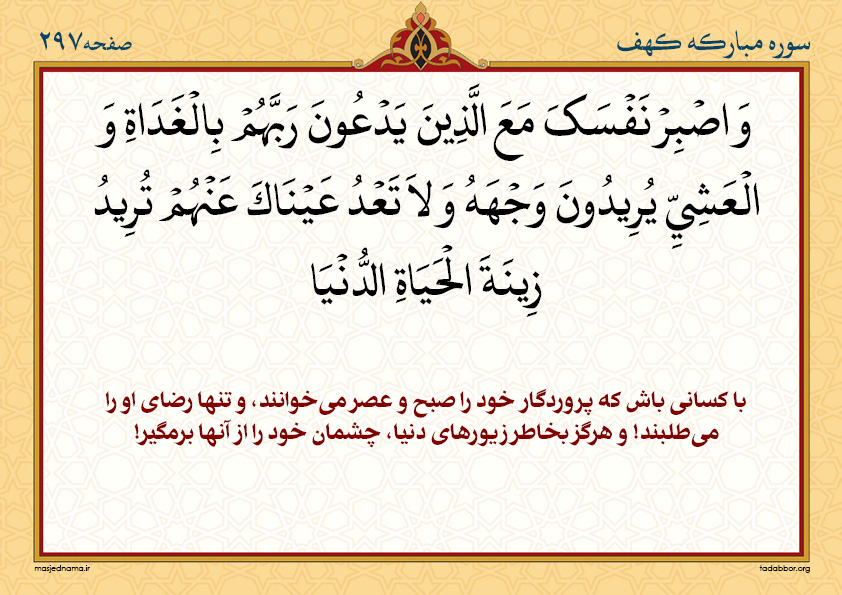 سوره مبارکه کهف
صفحه۲۹۷
وَ اصْبِرْ نَفْسَکَ مَعَ الَّذِينَ يَدْعُونَ رَبَّهُمْ بِالْغَدَاةِ وَ
الْعَشِيِّ يُرِيدُونَ وَجْهَهُ وَ لاَ تَعْدُ عَيْنَاكَ عَنْهُمْ تُرِيدُ
زِينَةَ الْحَيَاةِ الدُّنْيَا
با کسانی باش که پروردگار خود را صبح و عصر می‌خوانند، و تنها رضای او را
می‌طلبند! و هرگز بخاطر زیورهای دنیا، چشمان خود را از آنها برمگیر!
masjednama.ir
tadabbor.org